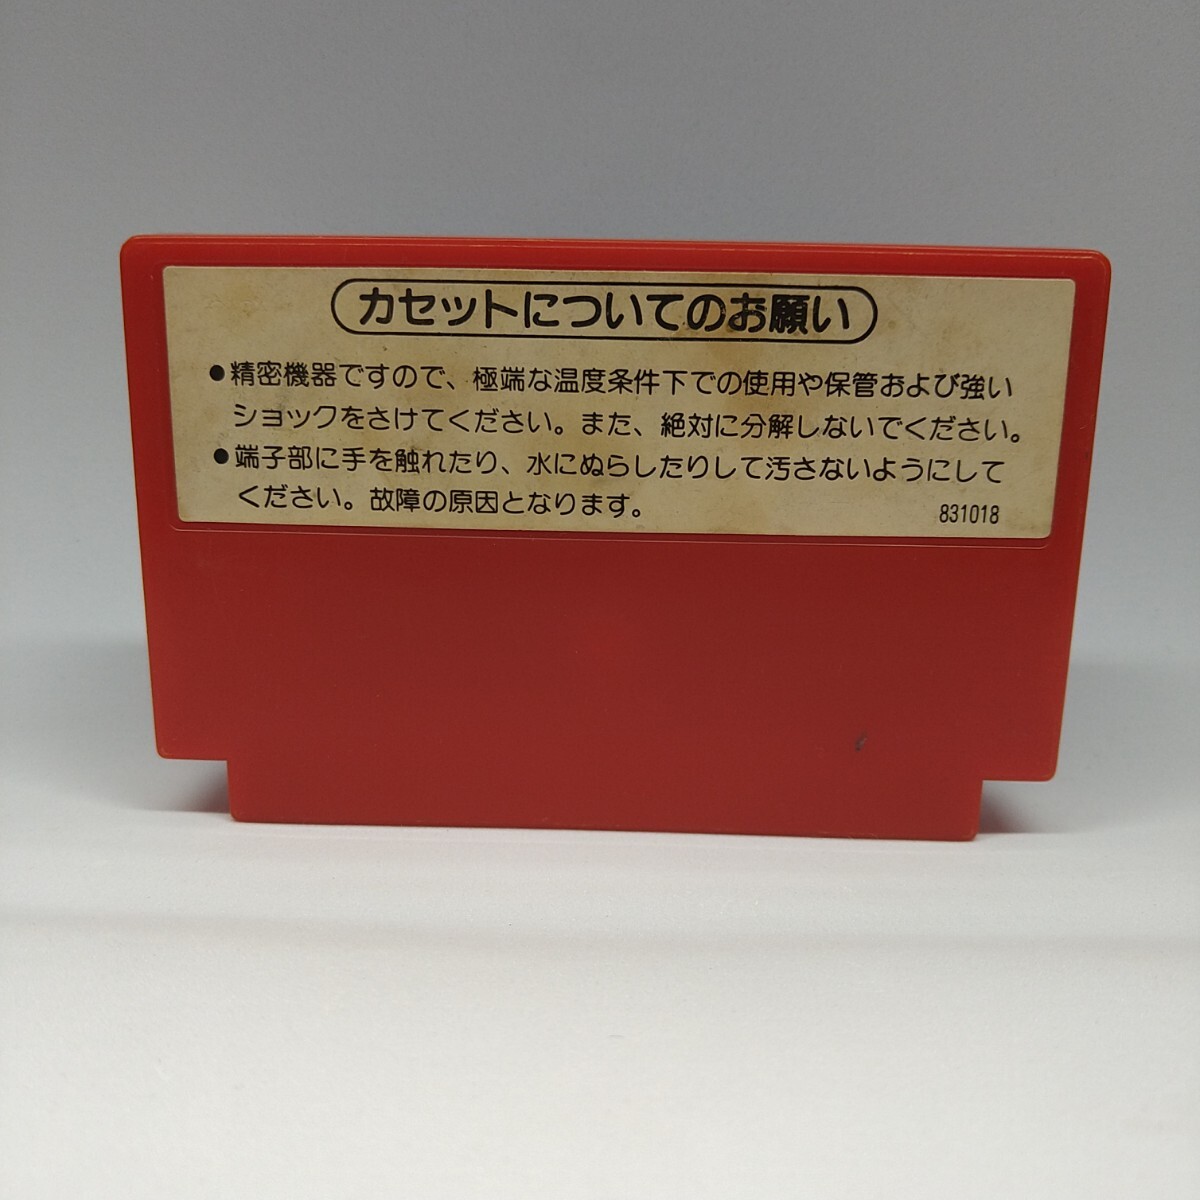 カセットについてのお願い
●精密機器ですので、極端な温度条件下での使用や保管および強い
ショックをさけてください。また、絶対に分解しないでください。
●端子部に手を触れたり、水にぬらしたりして汚さないようにして
ください。故障の原因となります。
831018